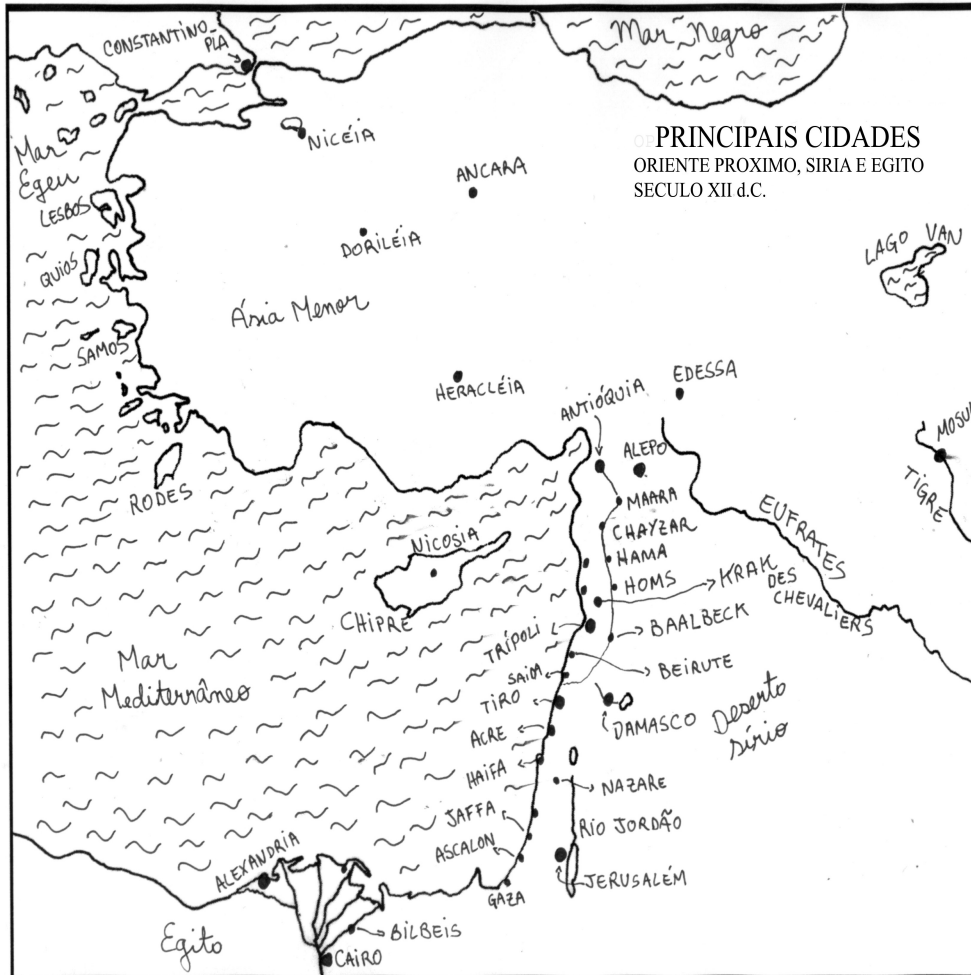 CONSTANTINO-
PLA
Mar Negro
PRINCIPAIS CIDADES
ORIENTE PROXIMO, SIRIA E EGITO
SECULO XII d.C.
NICÉIA
Mar
Egeu
ANCARA
LESBOS
DORILÉIA
LAGO VAN
QUIOS
Ásia Menor
SAMOS
HERACLÉIA
EDESSA
ANTIÓQUIA
MOSUL
ALEPO
TIGRE
RODES
MAARA
EUFRATES
CHAYZAR
NICOSIA
HAMA
HOMS
KRAK
DES
CHEVALIERS
CHIPRE
BAALBECK
TRÍPOLI
Mar
Mediterrâneo
BEIRUTE
SAIM
TIRO
DAMASCO
Deserto
Sírio
ACRE
HAIFA
NAZARE
JAFFA
RIO JORDÃO
ASCALON
ALEXANDRIA
JERUSALÉM
GAZA
Egito
BILBEIS
CAIRO